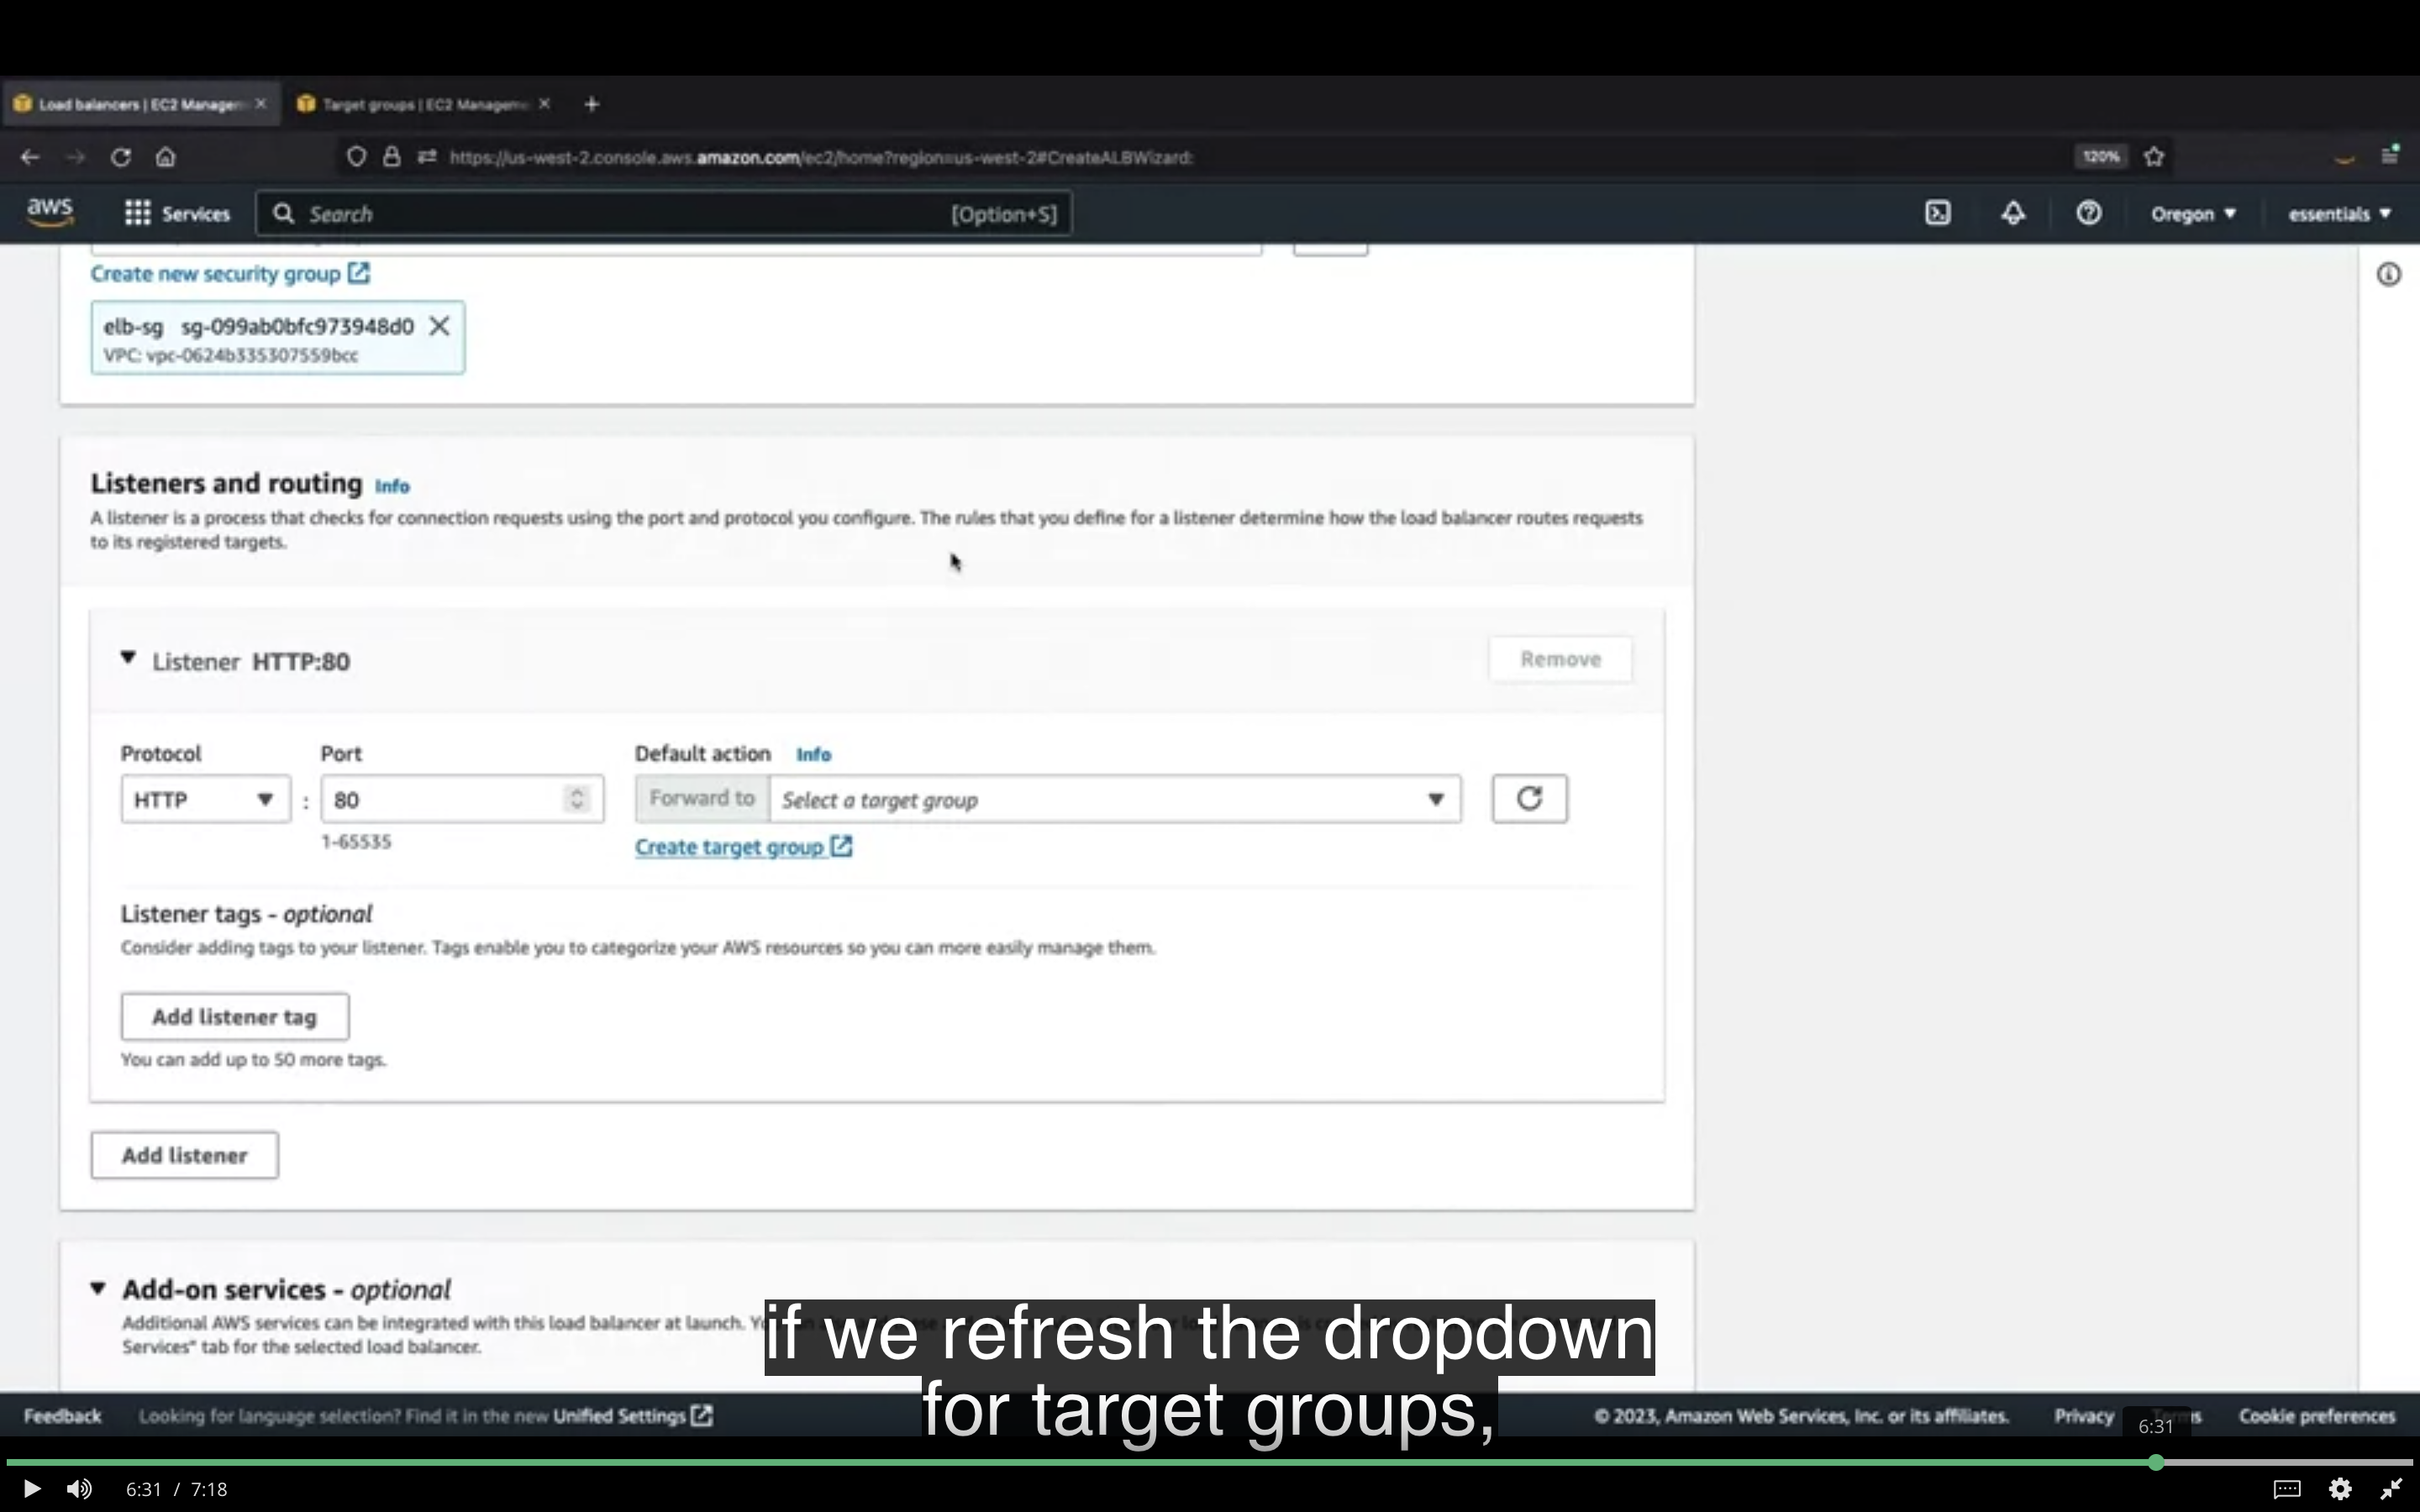 Load balancers | EC2 Manage
Target groups | EC2 Manageme
https://us-west-2.console.aws.amazon.com/ec2/home?region=us-west-2#CreateALBWizard:
120%
aws
Services
Search
[Option+S]
Oregon
essentials
Create new security group
elb-sg sg-099ab0bfc973948d0
VPC: vpc-0624b335307559bcc
Listeners and routing Info
A listener is a process that checks for connection requests using the port and protocol you configure. The rules that you define for a listener determine how the load balancer routes requests
to its registered targets.
Listener HTTP:80
Remove
Protocol
Port
Default action Info
HTTP
:
80
Forward to
Select a target group
1-65535
Create target group
Listener tags - optional
Consider adding tags to your listener. Tags enable you to categorize your AWS resources so you can more easily manage them.
Add listener tag
You can add up to 50 more tags.
Add listener
Add-on services - optional
Additional AWS services can be integrated with this load balancer at launch.
Services" tab for the selected load balancer.
if we refresh the dropdown
for target groups,
Feedback
Looking for language selection? Find it in the new Unified Settings
© 2023, Amazon Web Services, Inc. or its affiliates.
Privacy
Cookie preferences
6:31
6:31 / 7:18